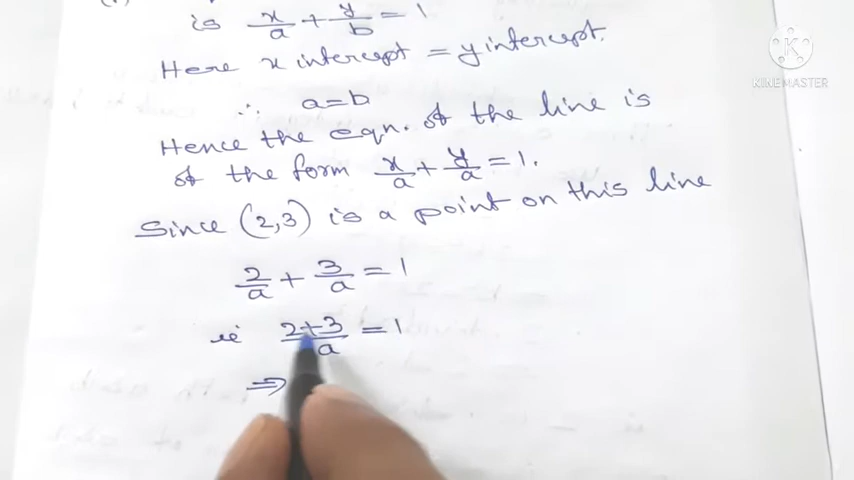 is x/a + y/b = 1
Here x intercept = y intercept.
∴ a=b
Hence the eqn. of the line is
of the form x/a + y/a = 1.
Since (2,3) is a point on this line
2/a + 3/a = 1
ie (2+3)/a = 1
⇒
K
KINEMASTER